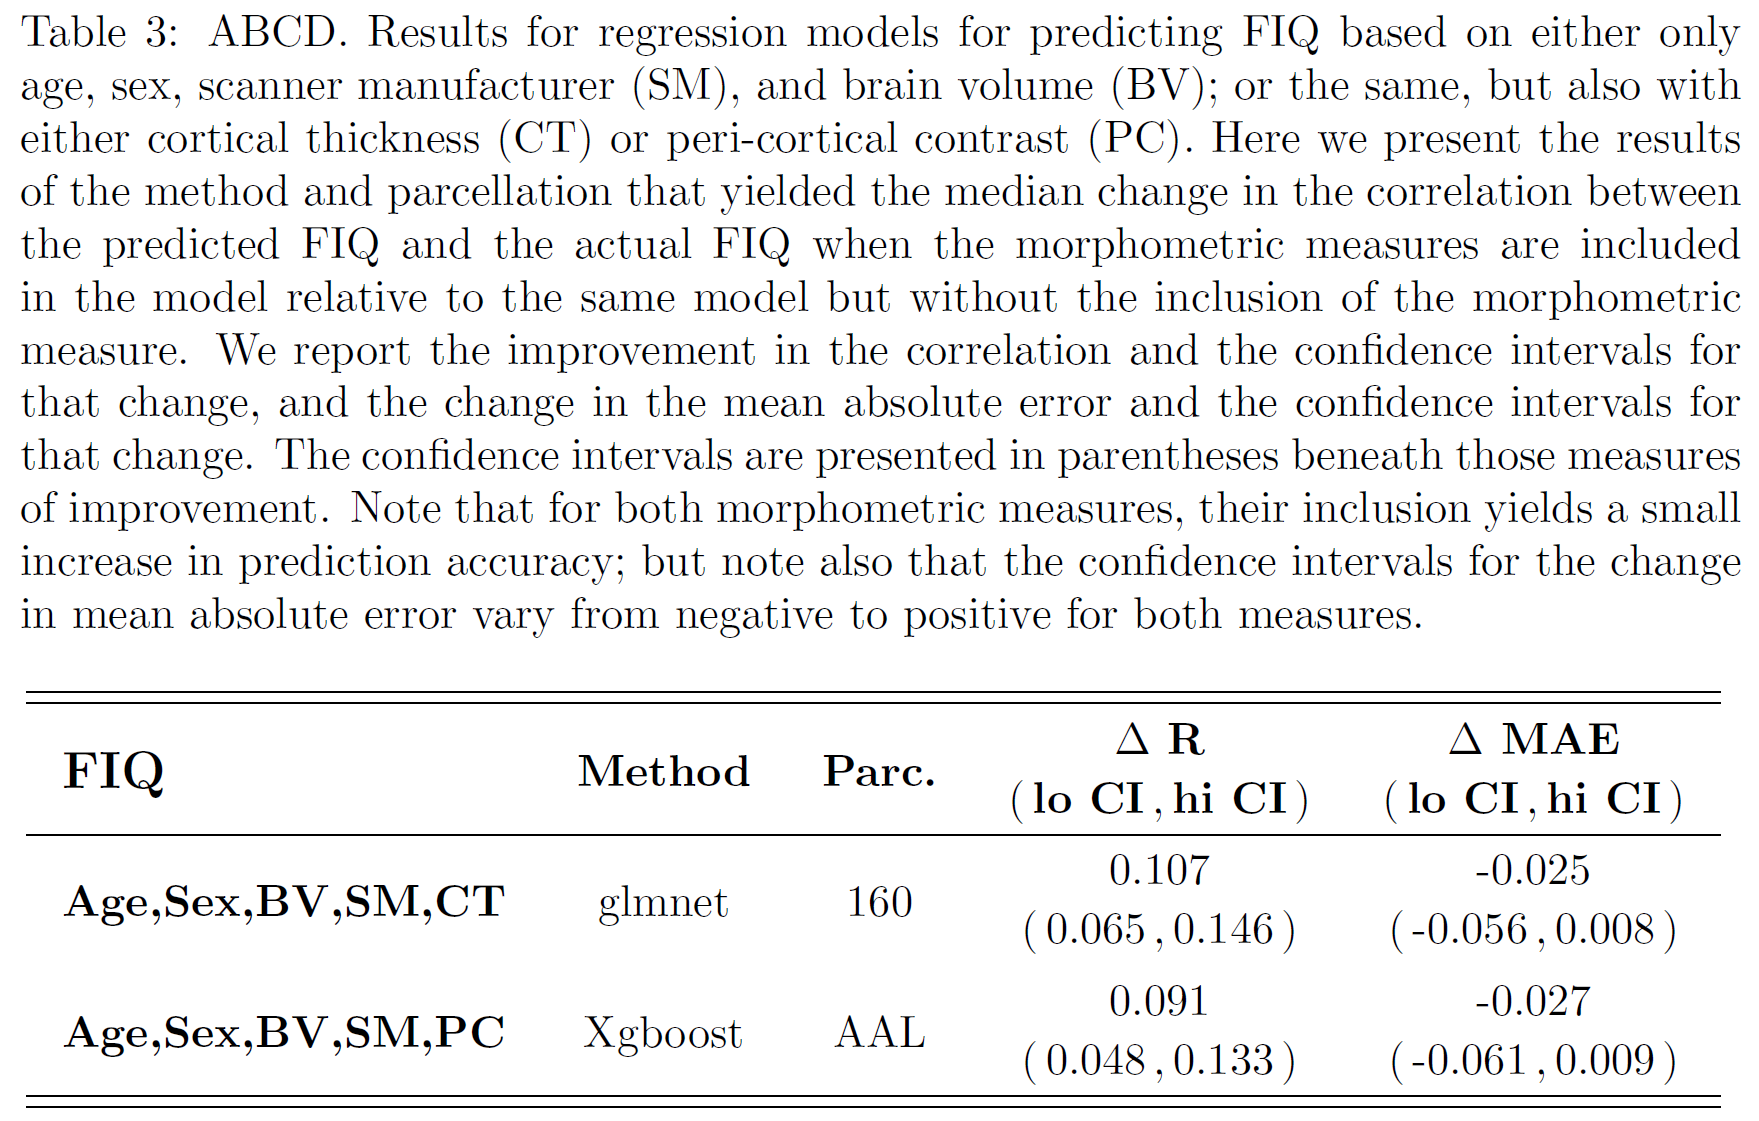 Table 3: ABCD. Results for regression models for predicting FIQ based on either only
age, sex, scanner manufacturer (SM), and brain volume (BV); or the same, but also with
either cortical thickness (CT) or peri-cortical contrast (PC). Here we present the results
of the method and parcellation that yielded the median change in the correlation between
the predicted FIQ and the actual FIQ when the morphometric measures are included
in the model relative to the same model but without the inclusion of the morphometric
measure. We report the improvement in the correlation and the confidence intervals for
that change, and the change in the mean absolute error and the confidence intervals for
that change. The confidence intervals are presented in parentheses beneath those measures
of improvement. Note that for both morphometric measures, their inclusion yields a small
increase in prediction accuracy; but note also that the confidence intervals for the change
in mean absolute error vary from negative to positive for both measures.
FIQ Method Parc. Δ R Δ MAE
( lo CI , hi CI ) ( lo CI , hi CI )
Age,Sex,BV,SM,CT glmnet 160 0.107 -0.025
( 0.065 , 0.146 ) ( -0.056 , 0.008 )
Age,Sex,BV,SM,PC Xgboost AAL 0.091 -0.027
( 0.048 , 0.133 ) ( -0.061 , 0.009 )